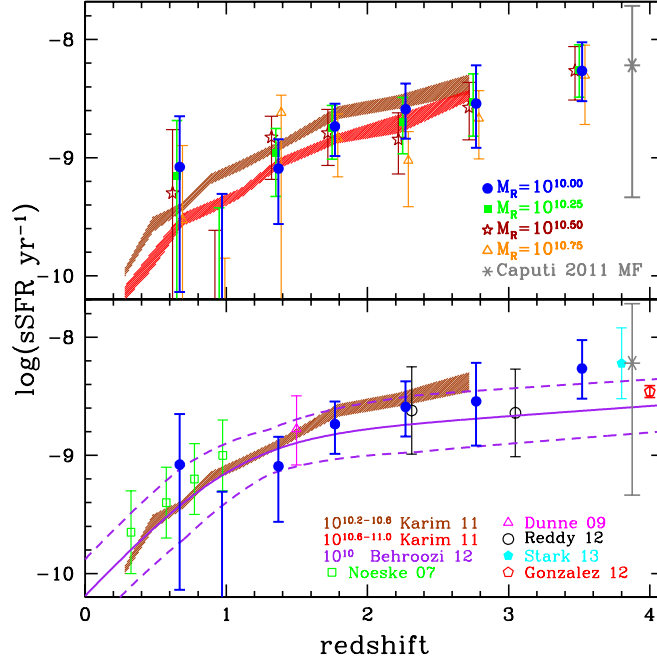 -8
-9
-10
M_R=10^10.00
M_R=10^10.25
M_R=10^10.50
M_R=10^10.75
Caputi 2011 MF
log(sSFR yr⁻¹)
-8
-9
-10
10^10.2−10.6 Karim 11
10^10.6−11.0 Karim 11
10^10 Behroozi 12
Noeske 07
Dunne 09
Reddy 12
Stark 13
Gonzalez 12
0 1 2 3 4
redshift